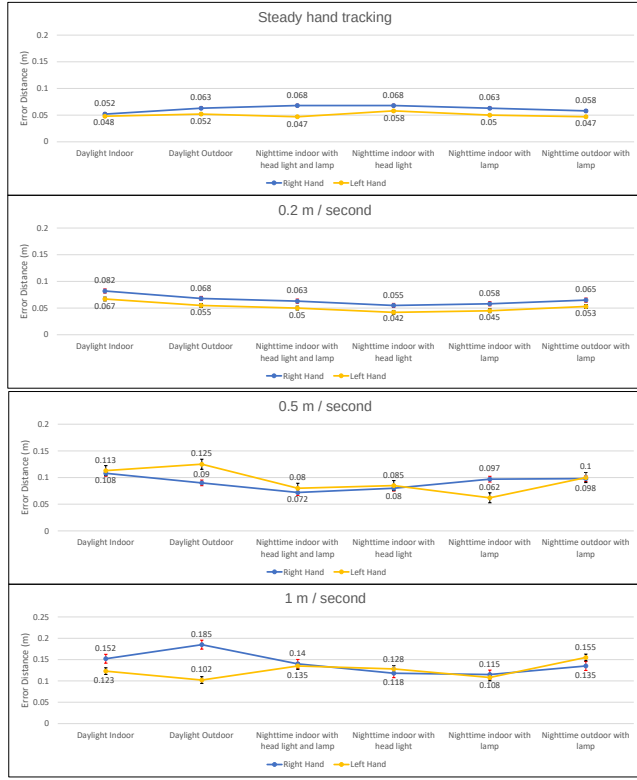 Steady hand tracking
Error Distance (m)
0.2
0.15
0.1
0.05
0
0.052 0.063 0.068 0.068 0.063 0.058
0.048 0.052 0.047 0.058 0.05 0.047
Daylight Indoor Daylight Outdoor Nighttime indoor with Nighttime indoor with Nighttime indoor with Nighttime outdoor with
head light and lamp head light lamp lamp
Right Hand Left Hand
0.2 m / second
Error Distance (m)
0.2
0.15
0.1
0.05
0
0.082 0.068 0.063 0.055 0.058 0.065
0.067 0.055 0.05 0.042 0.045 0.053
Daylight Indoor Daylight Outdoor Nighttime indoor with Nighttime indoor with Nighttime indoor with Nighttime outdoor with
head light and lamp head light lamp lamp
Right Hand Left Hand
0.5 m / second
Error Distance (m)
0.2
0.15
0.1
0.05
0
0.113 0.125 0.08 0.085 0.097 0.1
0.108 0.09 0.072 0.08 0.062 0.098
Daylight Indoor Daylight Outdoor Nighttime indoor with Nighttime indoor with Nighttime indoor with Nighttime outdoor with
head light and lamp head light lamp lamp
Right Hand Left Hand
1 m / second
Error Distance (m)
0.25
0.2
0.15
0.1
0.05
0
0.152 0.185 0.14 0.128 0.115 0.155
0.123 0.102 0.135 0.118 0.108 0.135
Daylight Indoor Daylight Outdoor Nighttime indoor with Nighttime indoor with Nighttime indoor with Nighttime outdoor with
head light and lamp head light lamp lamp
Right Hand Left Hand